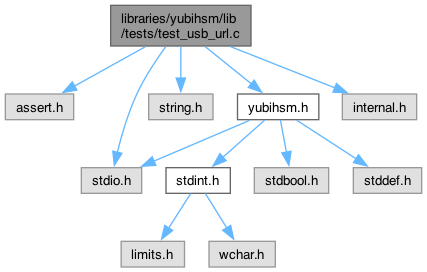 libraries/yubihsm/lib
/tests/test_usb_url.c
assert.h
string.h
yubihsm.h
internal.h
stdio.h
stdint.h
stdbool.h
stddef.h
limits.h
wchar.h